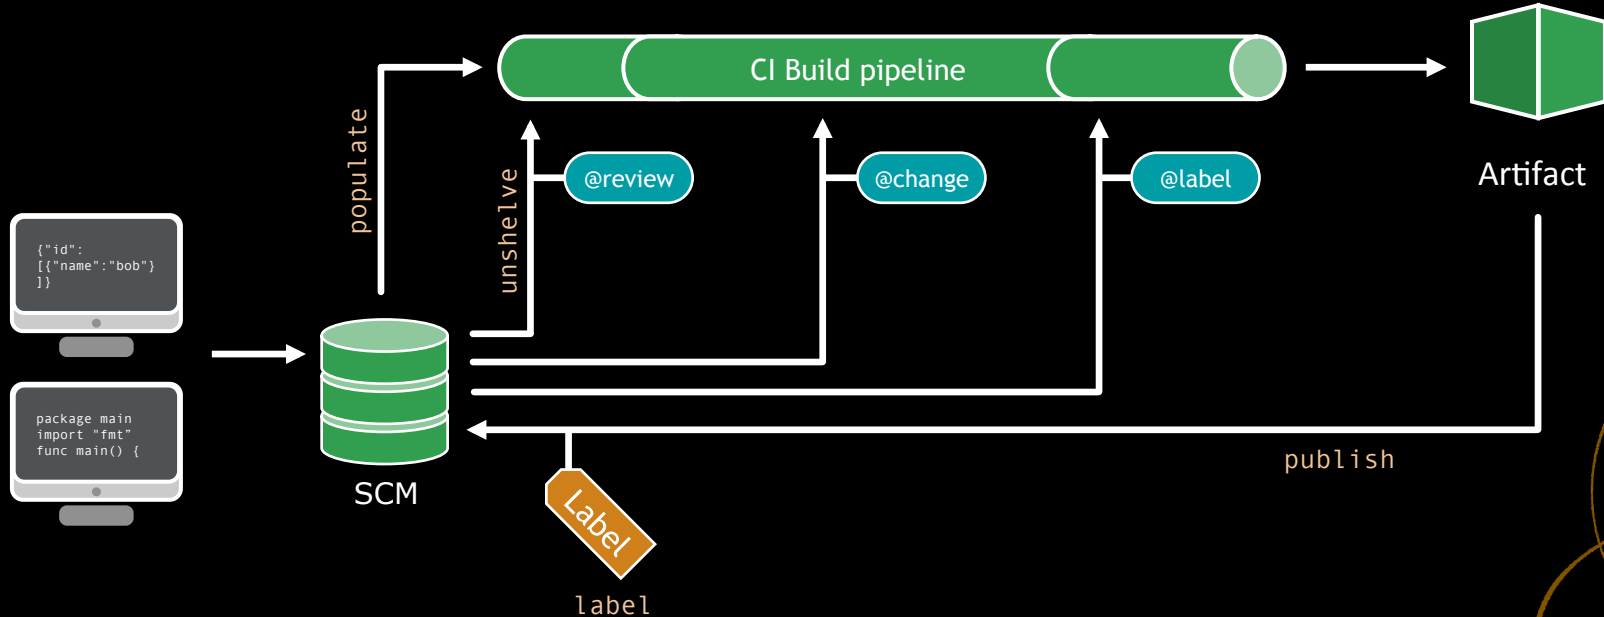 CI Build pipeline
populate
unshelve
@review
@change
@label
Artifact
{"id":
[{"name":"bob"}
]}
package main
import "fmt”
func main() {
SCM
publish
Label
label